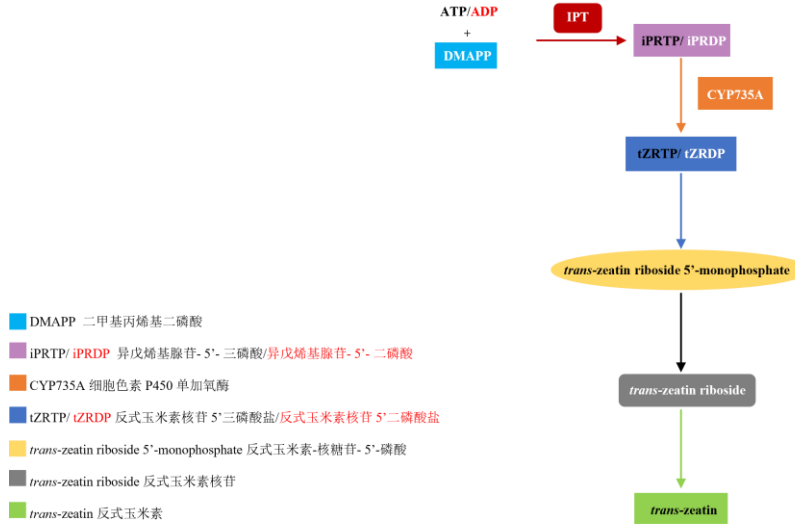 ATP/ADP
+
DMAPP
IPT
iPRTP/ iPRDP
CYP735A
tZRTP/ tZRDP
trans-zeatin riboside 5’-monophosphate
trans-zeatin riboside
trans-zeatin
DMAPP 二甲基丙烯基二磷酸
iPRTP/ iPRDP 异戊烯基腺苷- 5’- 三磷酸/异戊烯基腺苷- 5’- 二磷酸
CYP735A 细胞色素 P450 单加氧酶
tZRTP/ tZRDP 反式玉米素核苷 5’三磷酸盐/反式玉米素核苷 5’二磷酸盐
trans-zeatin riboside 5’-monophosphate 反式玉米素-核糖苷- 5’-磷酸
trans-zeatin riboside 反式玉米素核苷
trans-zeatin 反式玉米素